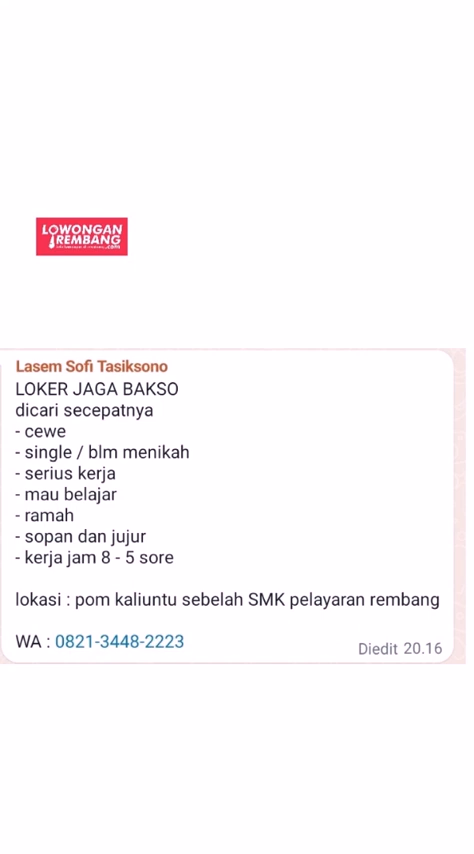 LOWONGAN
REMBANG
.com
Lasem Sofi Tasiksono
LOKER JAGA BAKSO
dicari secepatnya
- cewe
- single / blm menikah
- serius kerja
- mau belajar
- ramah
- sopan dan jujur
- kerja jam 8 - 5 sore
lokasi : pom kaliuntu sebelah SMK pelayaran rembang
WA : 0821-3448-2223
Diedit 20.16